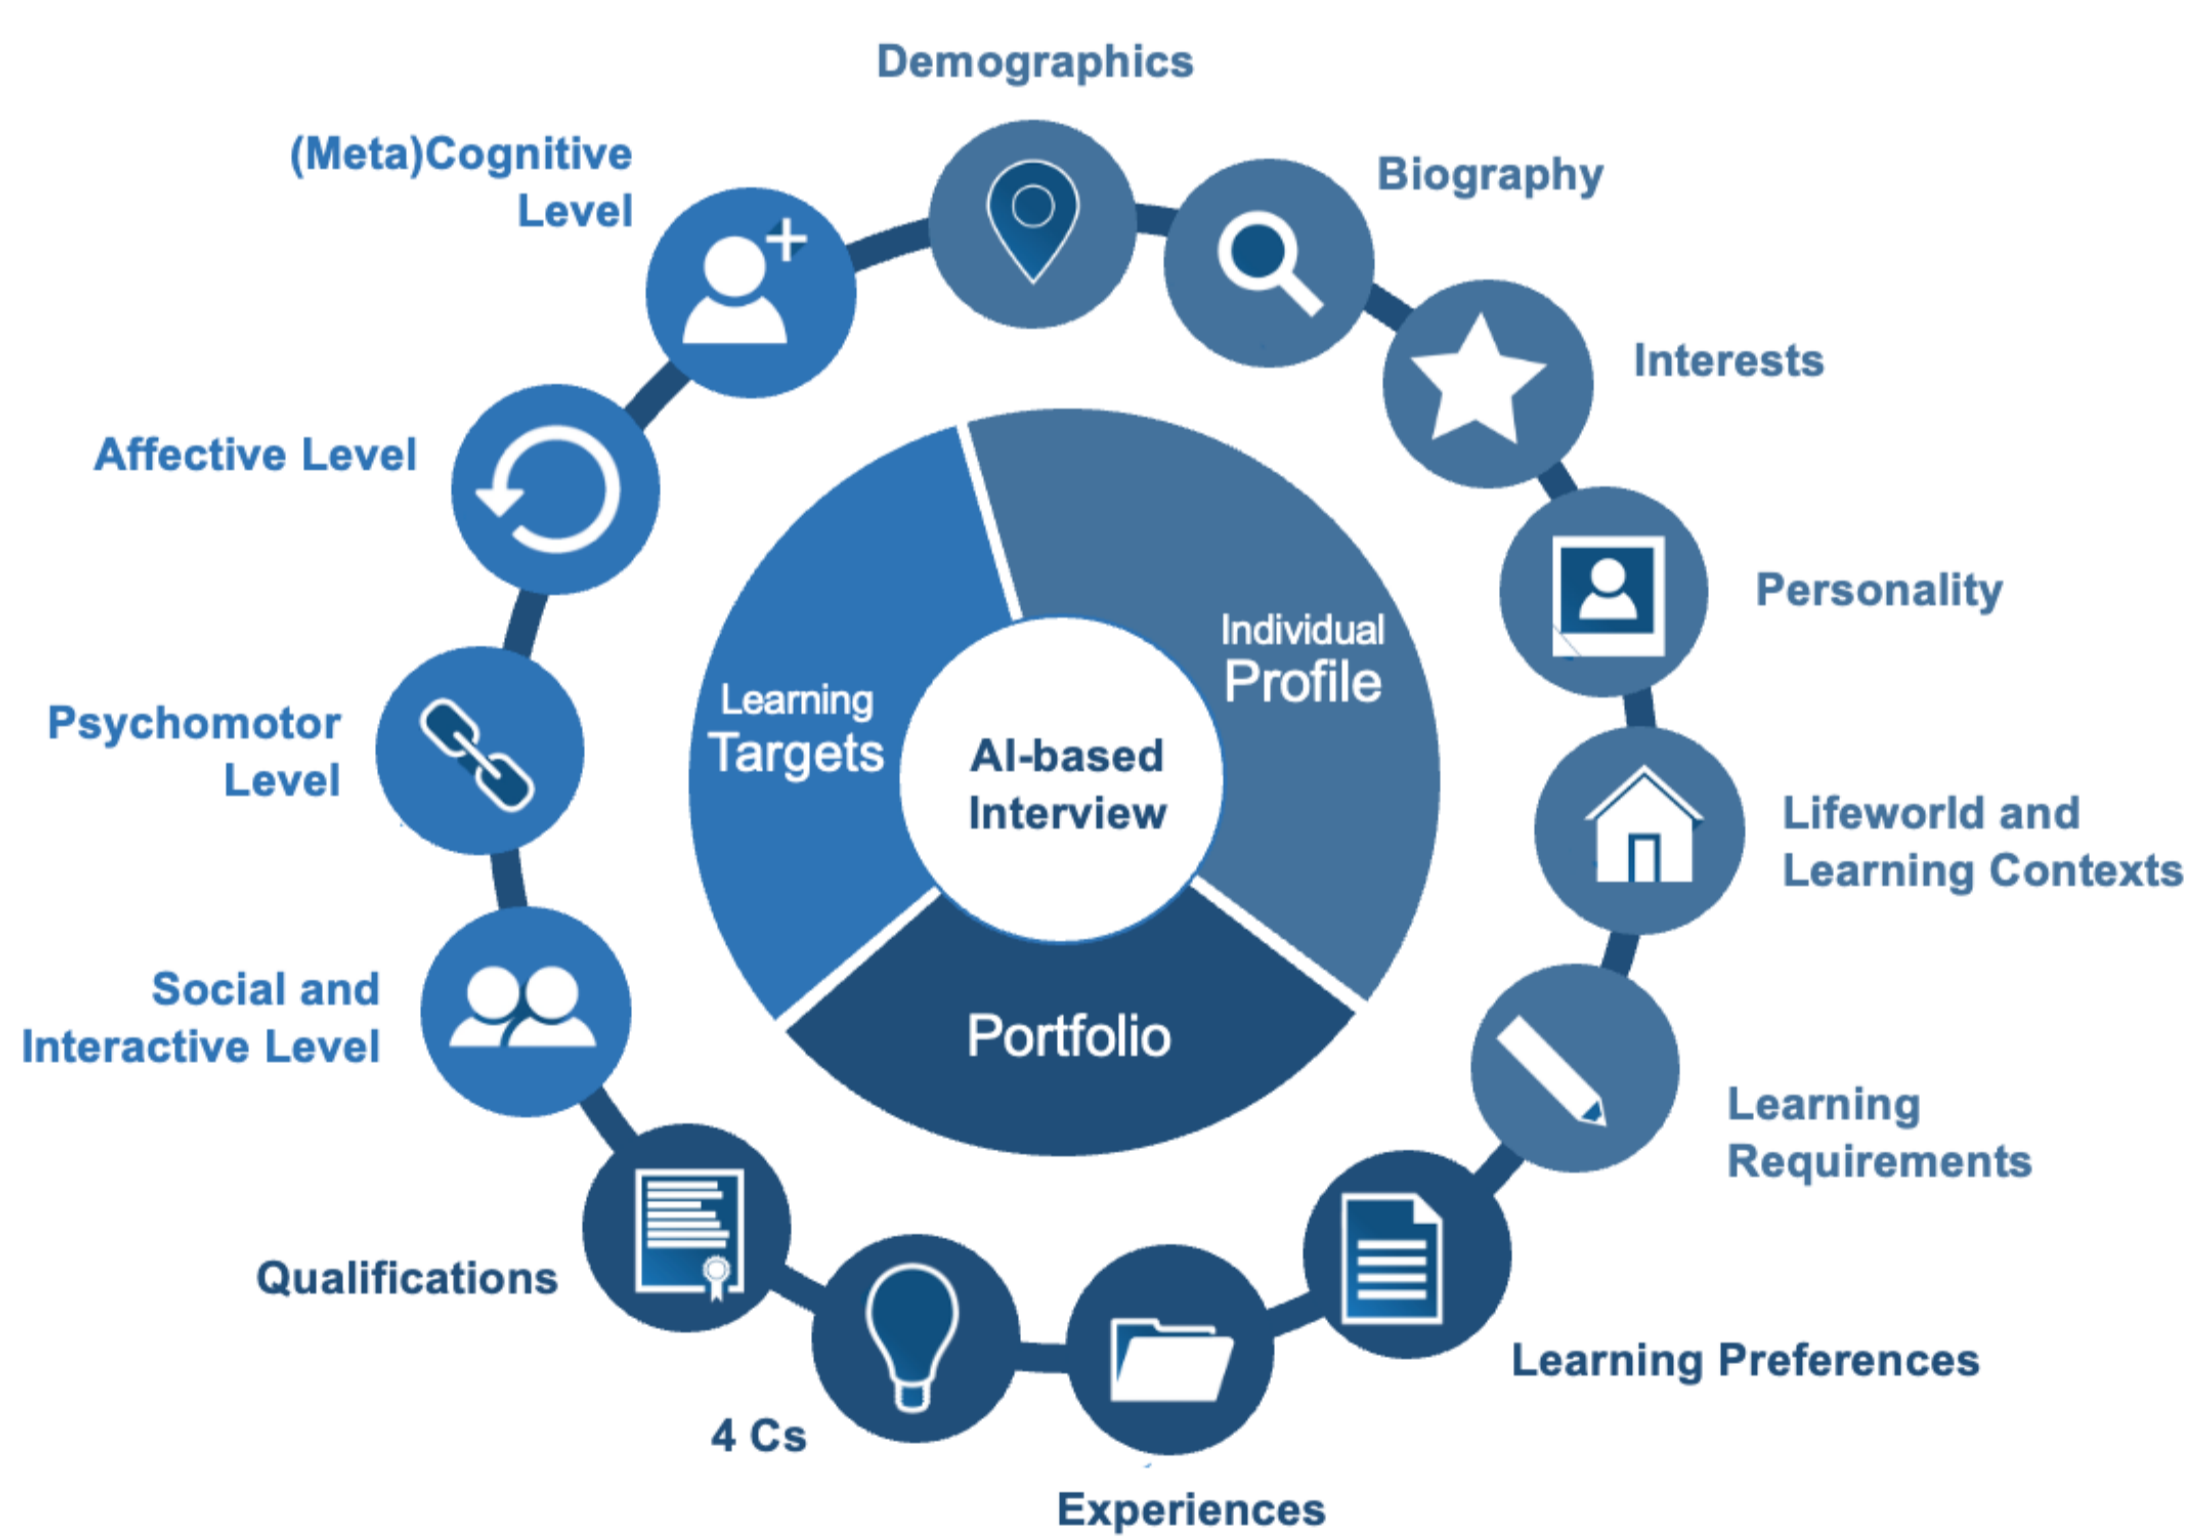 Demographics
(Meta)Cognitive
Level
Biography
Interests
Affective Level
Personality
Individual
Profile
Learning
Targets
Psychomotor
Level
AI-based
Interview
Lifeworld and
Learning Contexts
Social and
Interactive Level
Portfolio
Learning
Requirements
Qualifications
Learning Preferences
4 Cs
Experiences